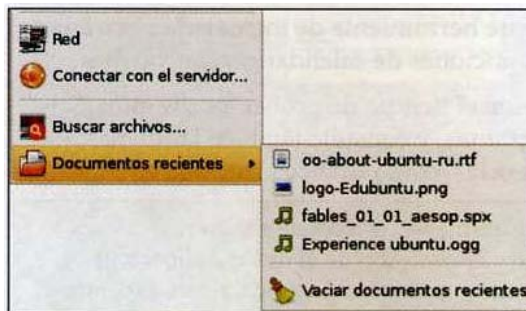 Red
Conectar con el servidor...
Buscar archivos...
Documentos recientes
oo-about-ubuntu-ru.rtf
logo-Edubuntu.png
fables_01_01_aesop.spx
Experience ubuntu.ogg
Vaciar documentos recientes